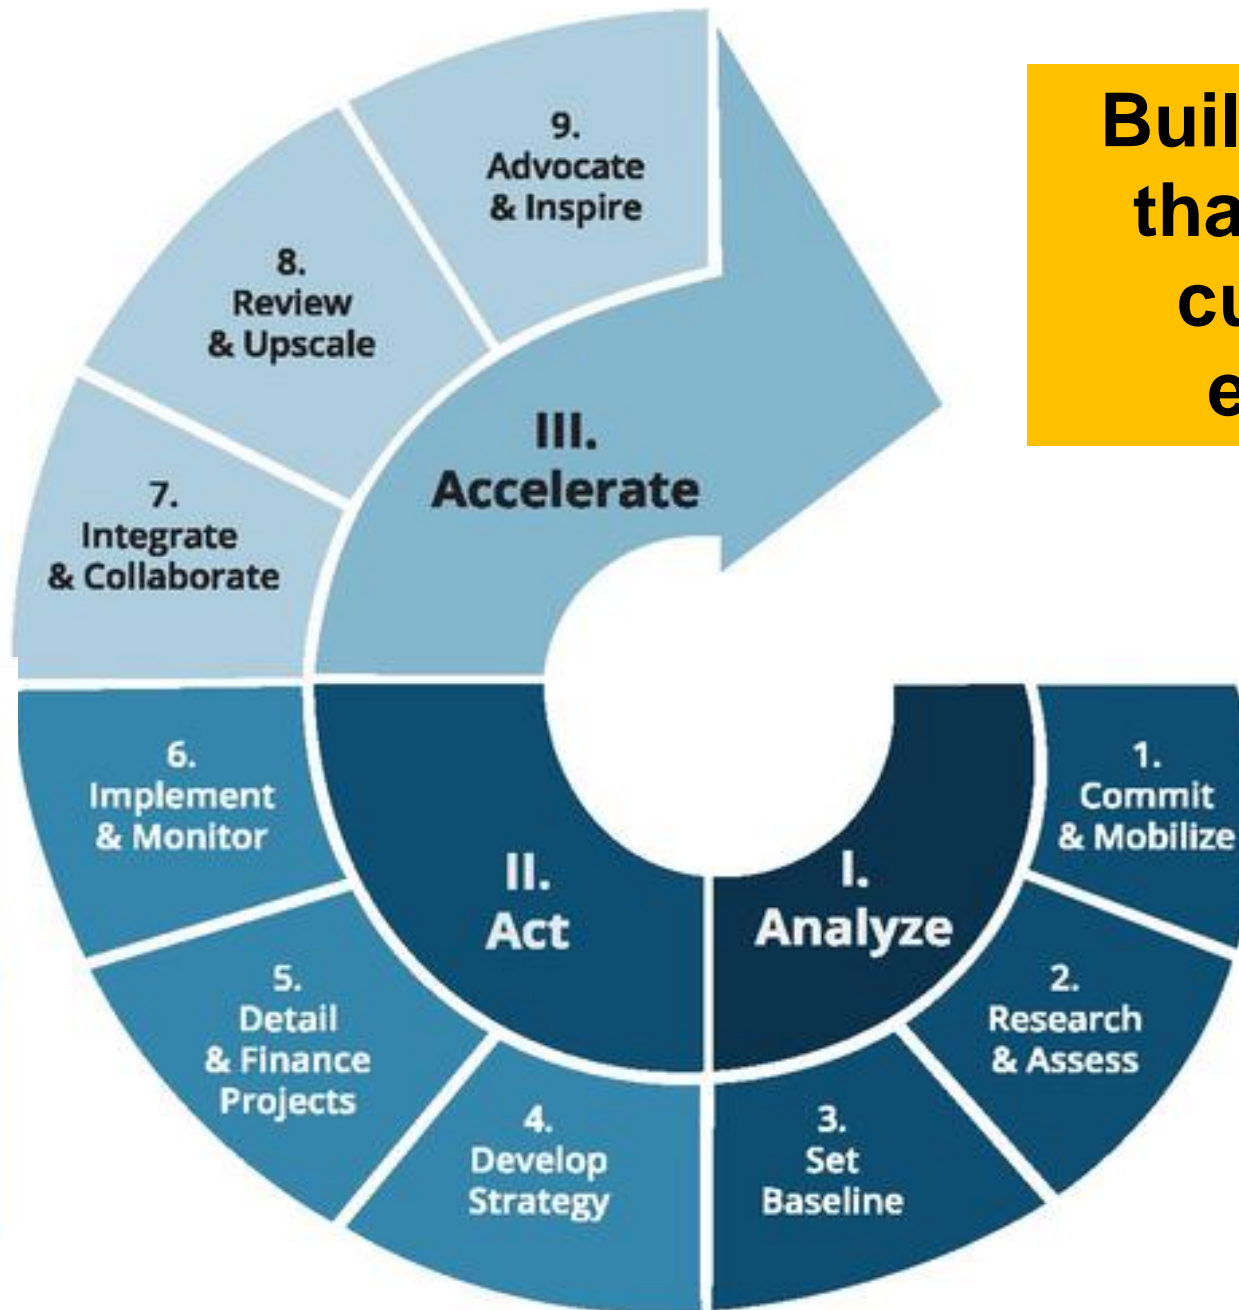 9.
Advocate
& Inspire
8.
Review
& Upscale
7.
Integrate
& Collaborate
III.
Accelerate
6.
Implement
& Monitor
II.
Act
I.
Analyze
1.
Commit
& Mobilize
5.
Detail
& Finance
Projects
4.
Develop
Strategy
3.
Set
Baseline
2.
Research
& Assess